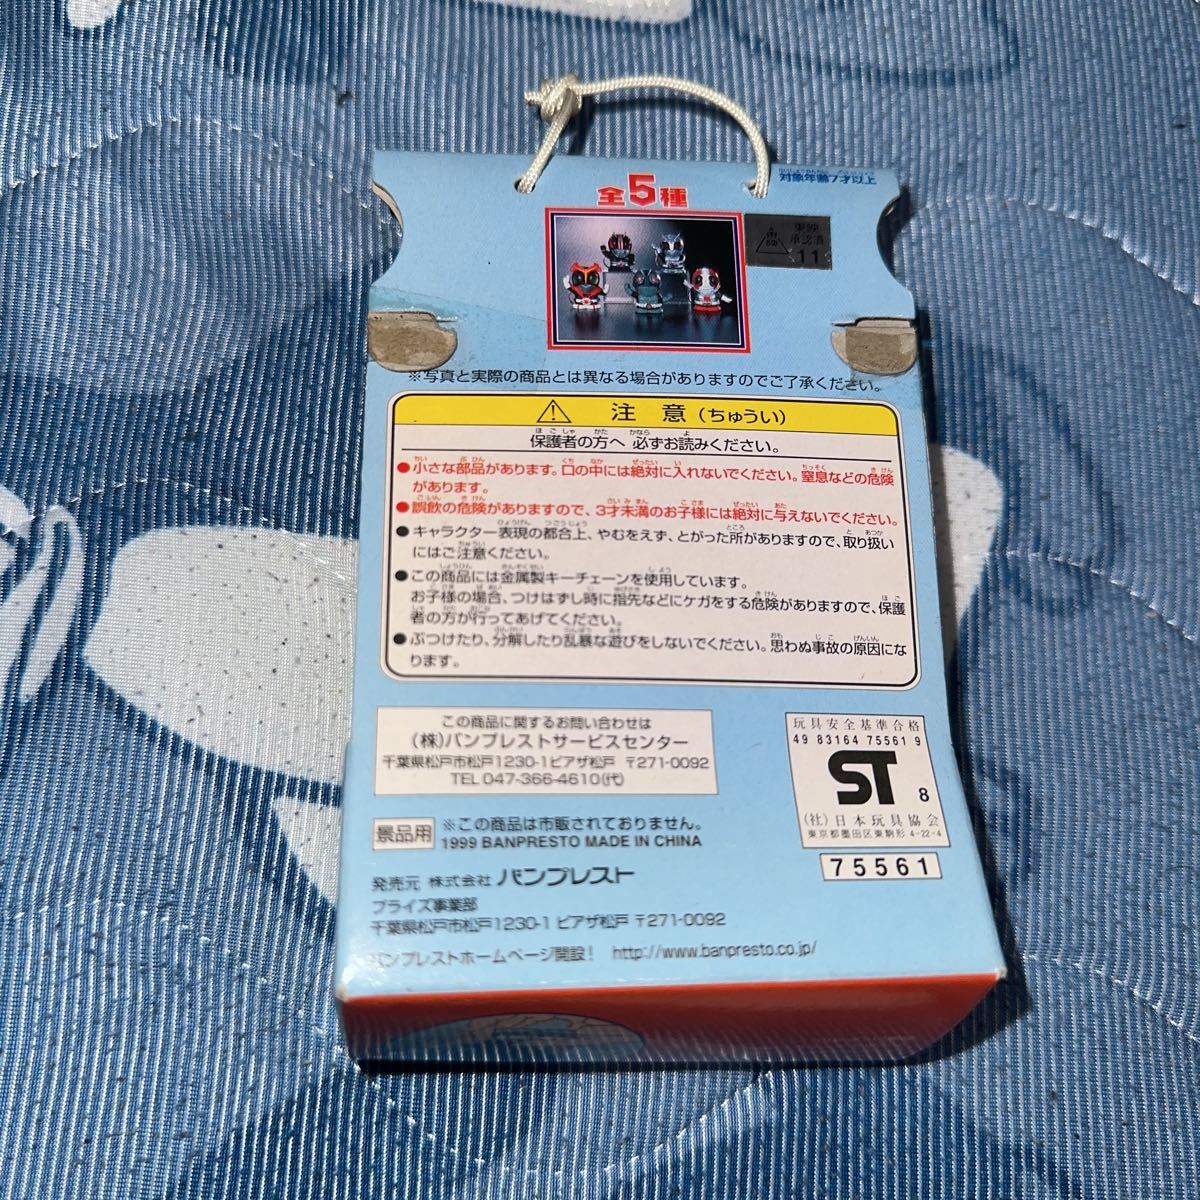 対象年齢7才以上
全5種
東映
承認済
11
※写真と実際の商品とは異なる場合がありますのでご了承ください。
注 意 (ちゅうい)
保護者の方へ 必ずお読みください。
●小さな部品があります。口の中には絶対に入れないでください。窒息などの危険
があります。
●誤飲の危険がありますので、3才未満のお子様には絶対に与えないでください。
●キャラクター表現の都合上、やむをえず、とがった所がありますので、取り扱い
にはご注意ください。
●この商品には金属製キーチェーンを使用しています。
お子様の場合、つけはずし時に指先などにケガをする危険がありますので、保護
者の方が行ってあげてください。
●ぶつけたり、分解したり乱暴な遊びをしないでください。思わぬ事故の原因にな
ります。
この商品に関するお問い合わせは
(株)バンプレストサービスセンター
千葉県松戸市松戸1230-1ピアザ松戸 〒271-0092
TEL 047-366-4610(代)
景品用
※この商品は市販されておりません。
1999 BANPRESTO MADE IN CHINA
発売元 株式会社 バンプレスト
プライズ事業部
千葉県松戸市松戸1230-1 ピアザ松戸 〒271-0092
バンプレストホームページ開設! http://www.banpresto.co.jp/
玩具安全基準合格
49 83164 75561 9
ST 8
(社)日本玩具協会
東京都墨田区東駒形 4-22-4
75561